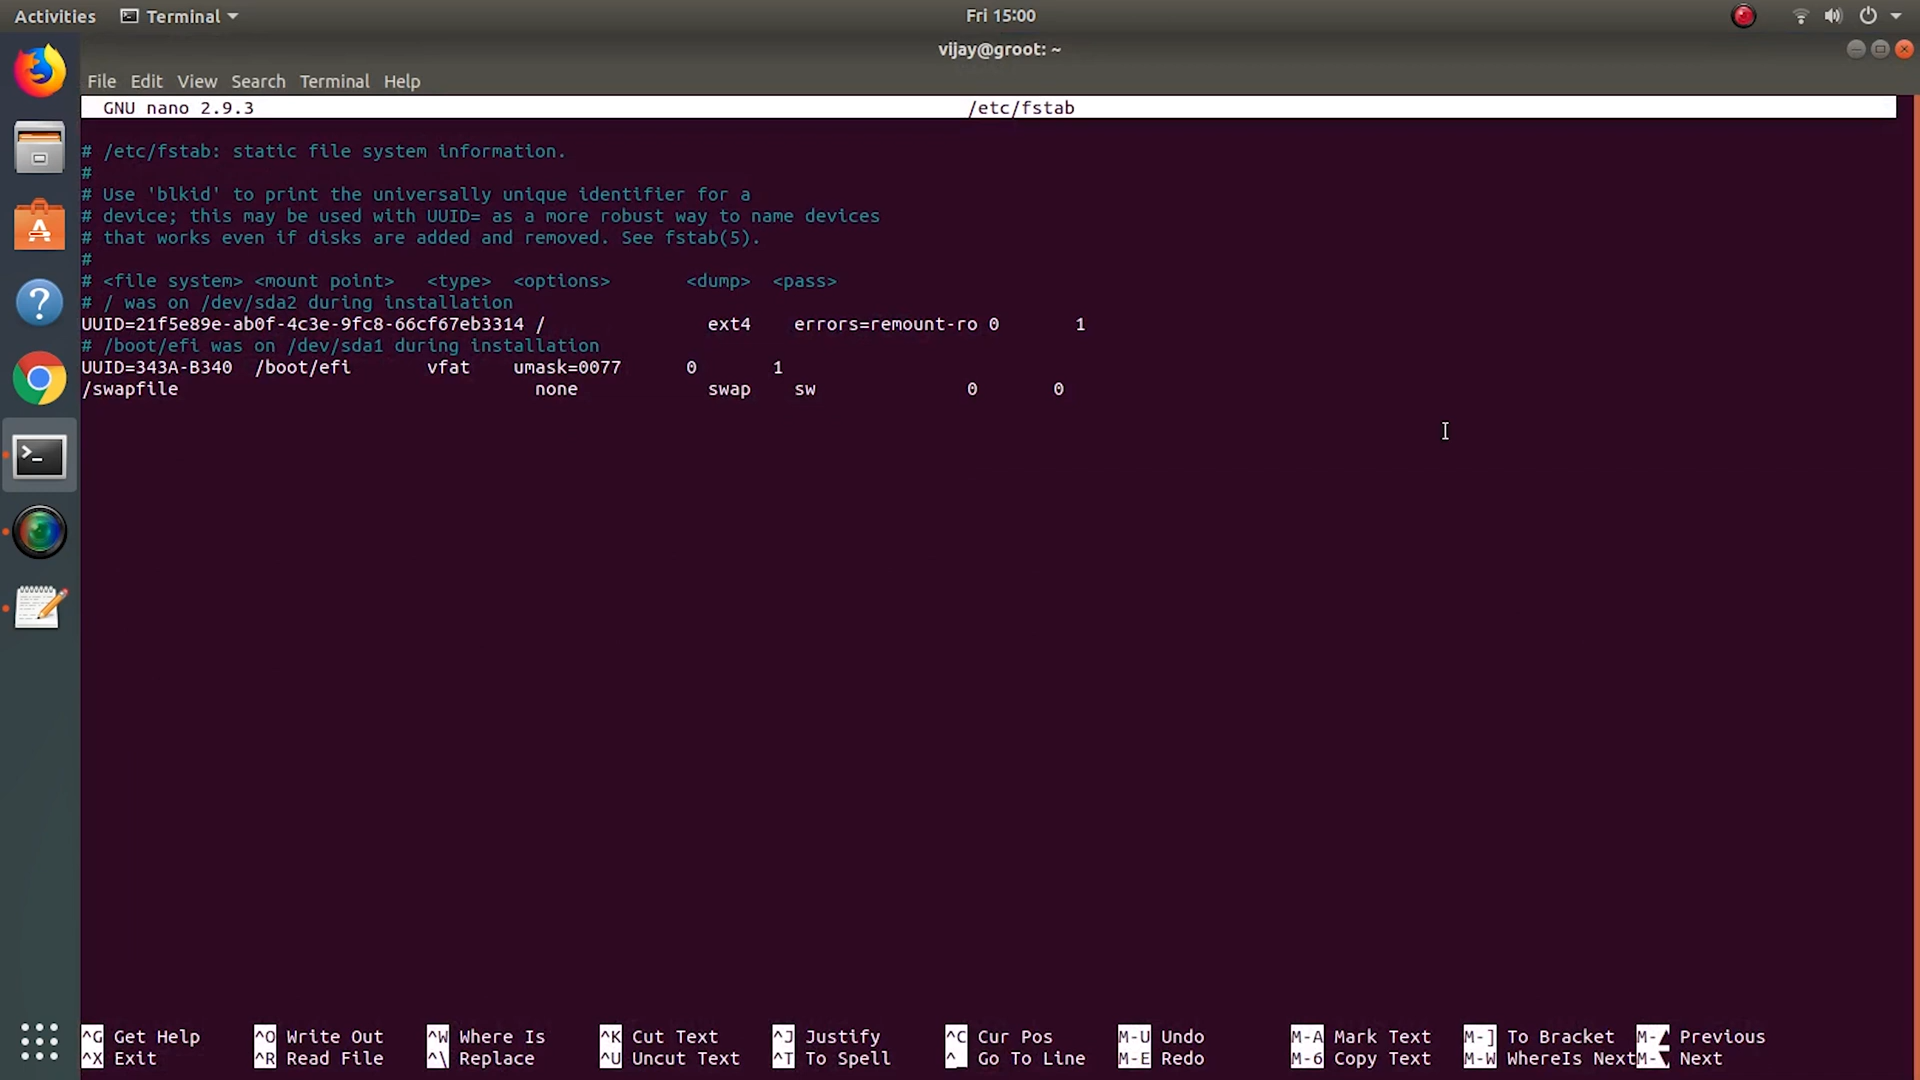 Activities Terminal Fri 15:00
vijay@groot: ~
File Edit View Search Terminal Help
GNU nano 2.9.3 /etc/fstab
# /etc/fstab: static file system information.
#
# Use 'blkid' to print the universally unique identifier for a
# device; this may be used with UUID= as a more robust way to name devices
# that works even if disks are added and removed. See fstab(5).
#
# <file system> <mount point> <type> <options> <dump> <pass>
# / was on /dev/sda2 during installation
UUID=21f5e89e-ab0f-4c3e-9fc8-66cf67eb3314 / ext4 errors=remount-ro 0 1
# /boot/efi was on /dev/sda1 during installation
UUID=343A-B340 /boot/efi vfat umask=0077 0 1
/swapfile none swap sw 0 0
^G Get Help ^O Write Out ^W Where Is ^K Cut Text ^J Justify ^C Cur Pos M-U Undo M-A Mark Text M-] To Bracket M-▲ Previous
^X Exit ^R Read File ^\ Replace ^U Uncut Text ^T To Spell ^_ Go To Line M-E Redo M-6 Copy Text M-W WhereIs Next M-▼ Next